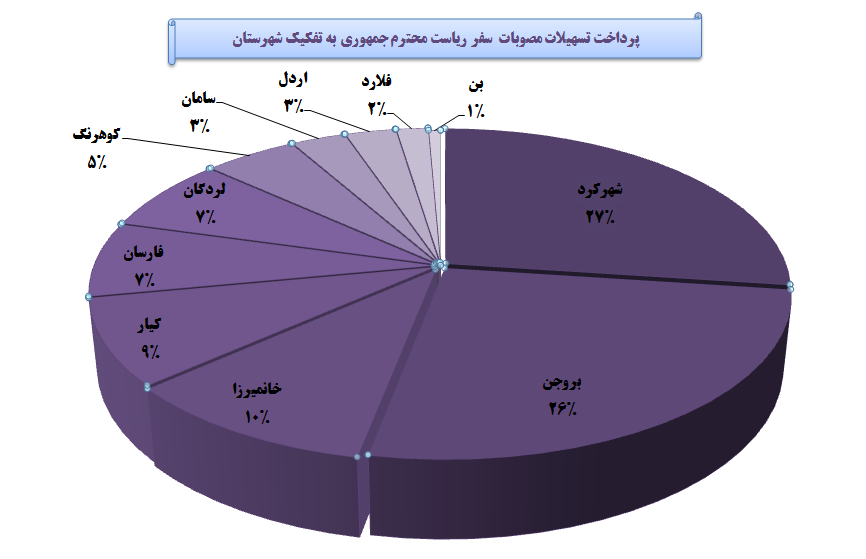 پرداخت تسهیلات مصوبات سفر ریاست محترم جمهوری به تفکیک شهرستان
بن
۱%
فلارد
۲%
اردل
۳%
سامان
۳%
کوهرنگ
۵%
لردگان
۷%
فارسان
۷%
کیار
۹%
خانمیرزا
۱۰%
بروجن
۲۶%
شهرکرد
۲۷%